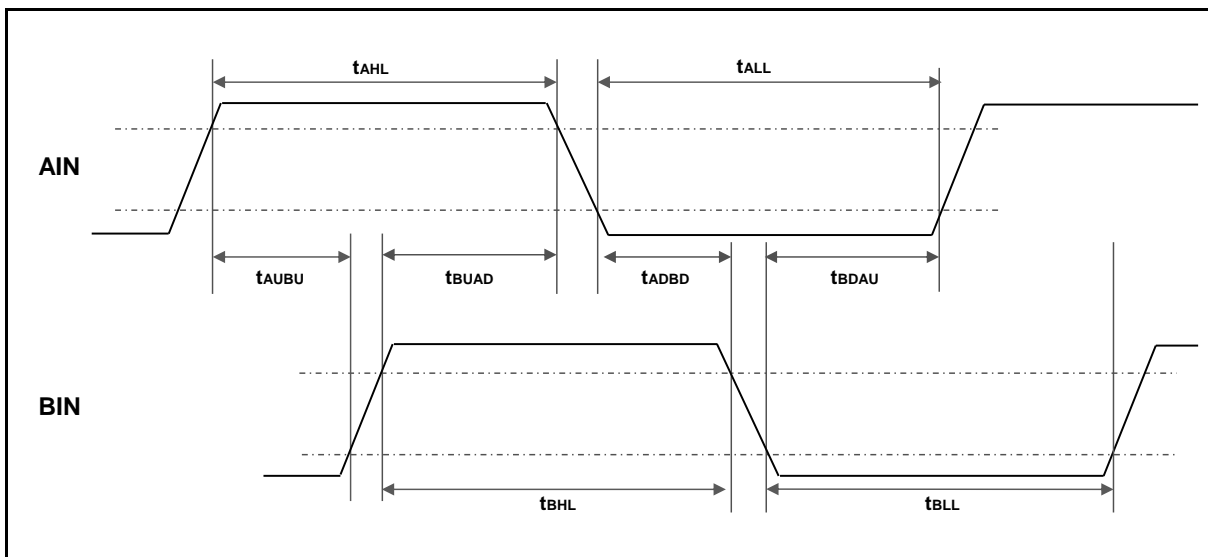 tAHL
tALL
AIN
tAUBU
tBUAD
tADBD
tBDAU
BIN
tBHL
tBLL